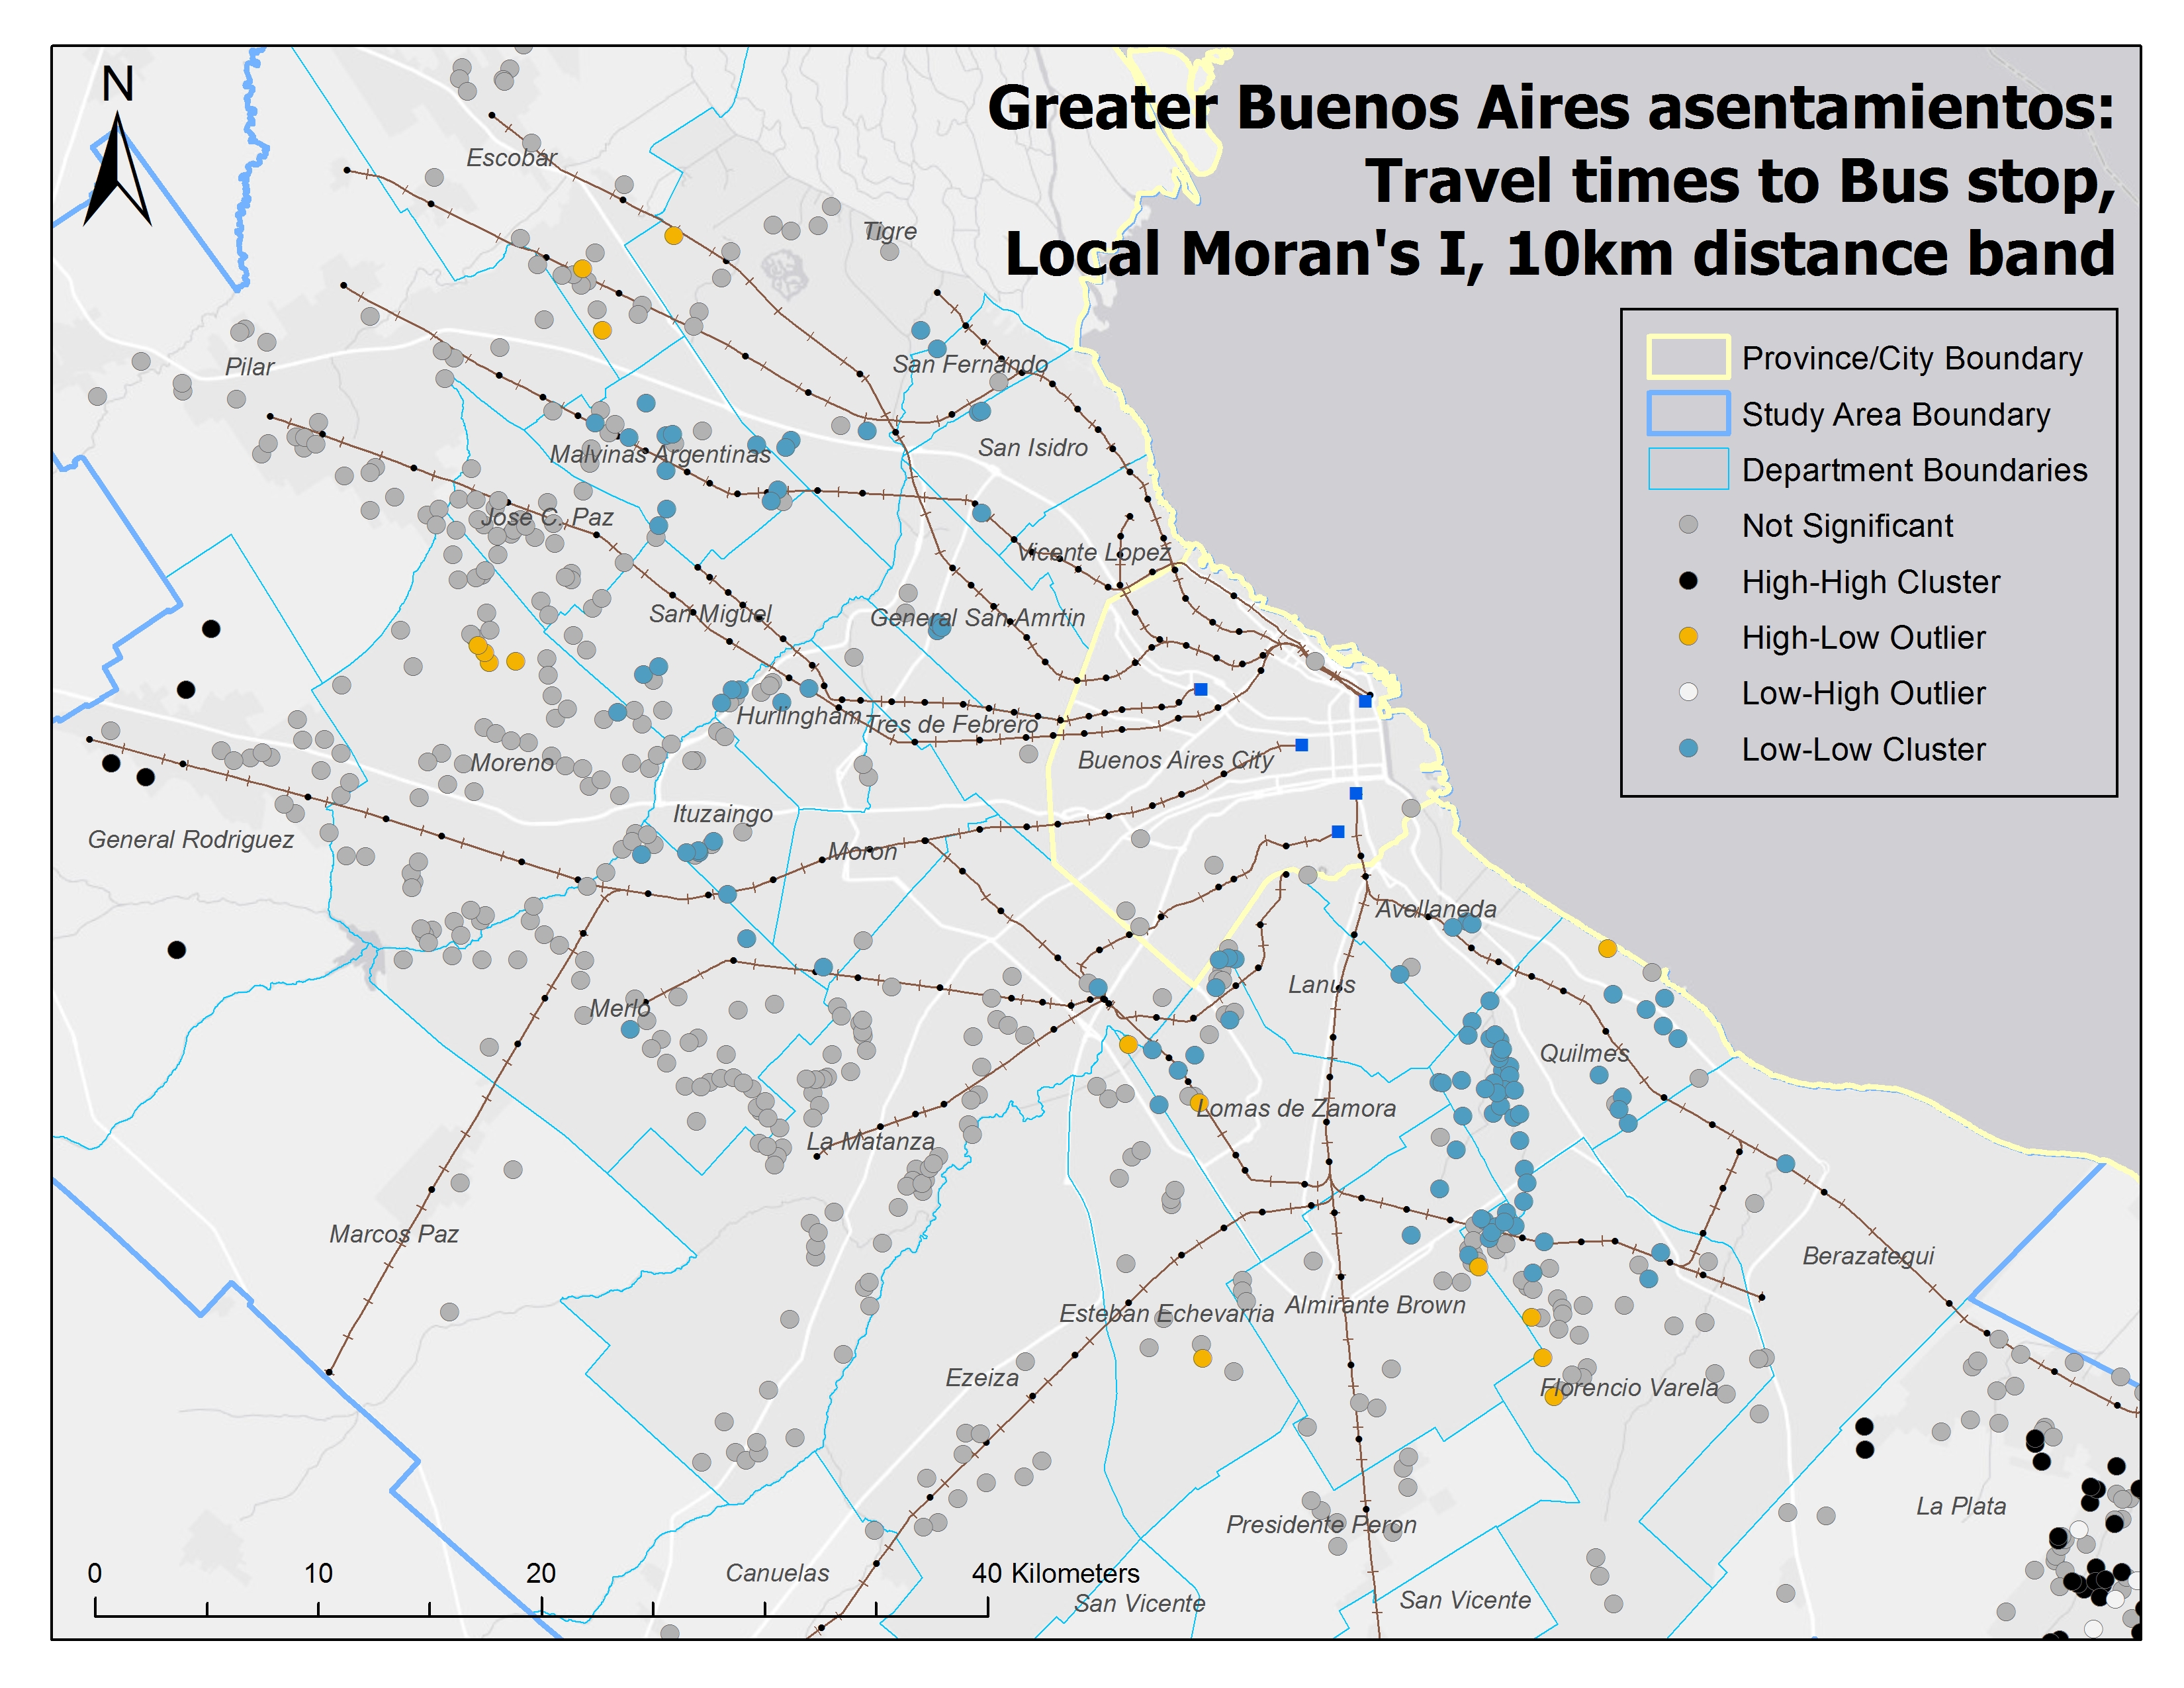 N
Greater Buenos Aires asentamientos:
Travel times to Bus stop,
Local Moran's I, 10km distance band
Province/City Boundary
Study Area Boundary
Department Boundaries
Not Significant
High-High Cluster
High-Low Outlier
Low-High Outlier
Low-Low Cluster
Escobar
Tigre
Pilar
San Fernando
San Isidro
Malvinas Argentinas
Jose C. Paz
Vicente Lopez
San Miguel
General San Amrtin
Hurlingham
Tres de Febrero
Buenos Aires City
Moreno
Ituzaingo
General Rodriguez
Moron
Avellaneda
Lanus
Merlo
Quilmes
Lomas de Zamora
La Matanza
Marcos Paz
Berazategui
Esteban Echevarria
Almirante Brown
Ezeiza
Florencio Varela
La Plata
Presidente Peron
Canuelas
San Vicente
San Vicente
0 10 20 40 Kilometers